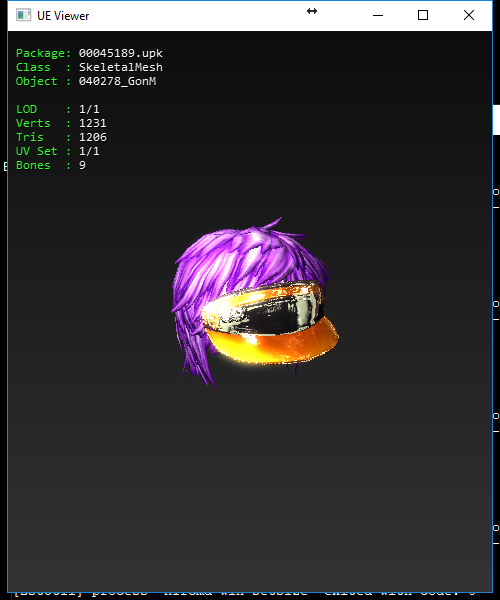 UE Viewer
Package: 00045189.upk
Class  : SkeletalMesh
Object : 040278_GonM
LOD    : 1/1
Verts  : 1231
Tris   : 1206
UV Set : 1/1
Bones  : 9